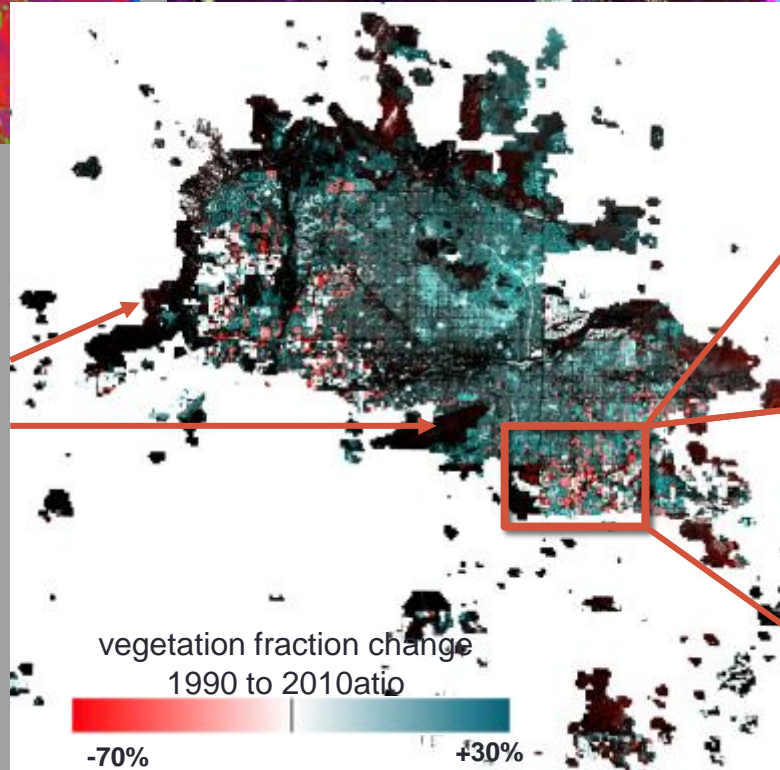 vegetation fraction change
1990 to 2010atio
-70%
+30%